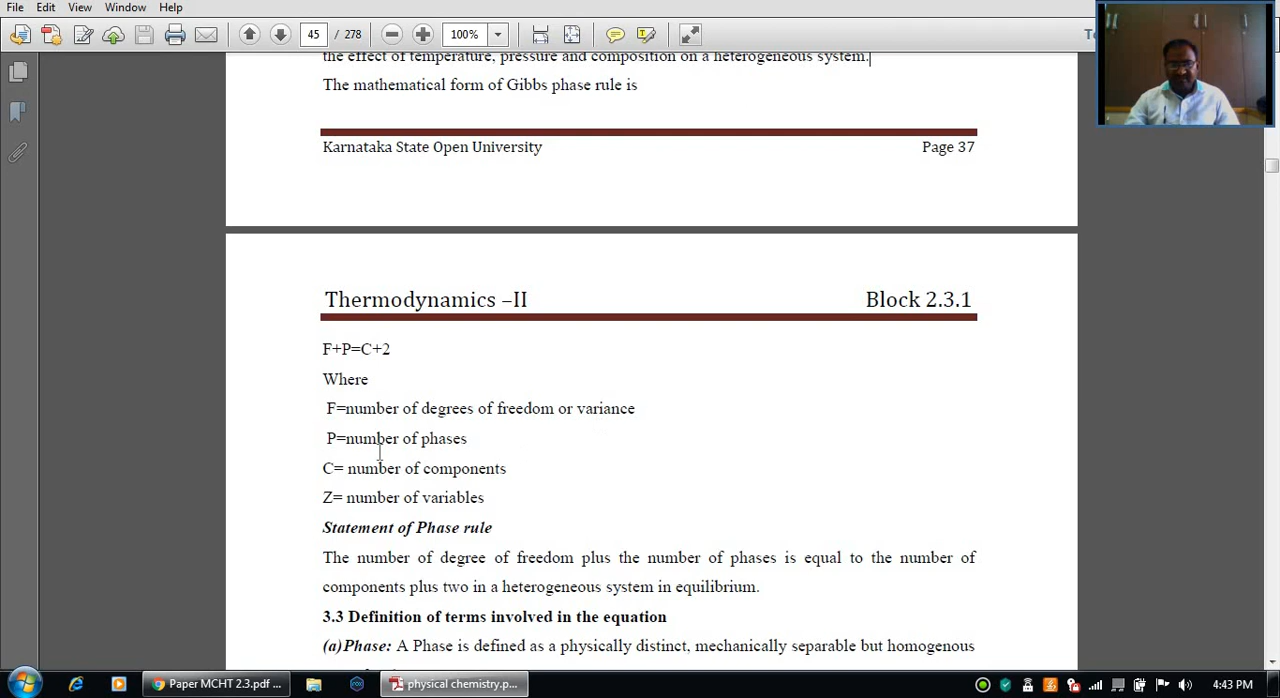 File Edit View Window Help
45 / 278 100%
the effect of temperature, pressure and composition on a heterogeneous system.
The mathematical form of Gibbs phase rule is
Karnataka State Open University Page 37
Thermodynamics –II Block 2.3.1
F+P=C+2
Where
F=number of degrees of freedom or variance
P=number of phases
C= number of components
Z= number of variables
Statement of Phase rule
The number of degree of freedom plus the number of phases is equal to the number of
components plus two in a heterogeneous system in equilibrium.
3.3 Definition of terms involved in the equation
(a)Phase: A Phase is defined as a physically distinct, mechanically separable but homogenous
Paper MCHT 2.3.pdf ... physical chemistry.p... 4:43 PM